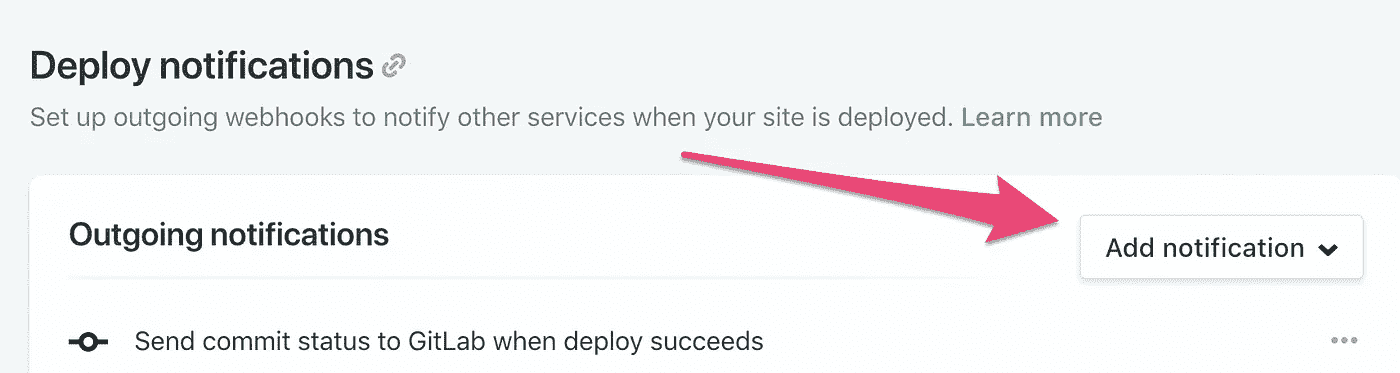 Deploy notifications
Set up outgoing webhooks to notify other services when your site is deployed. Learn more
Outgoing notifications
Add notification
Send commit status to GitLab when deploy succeeds